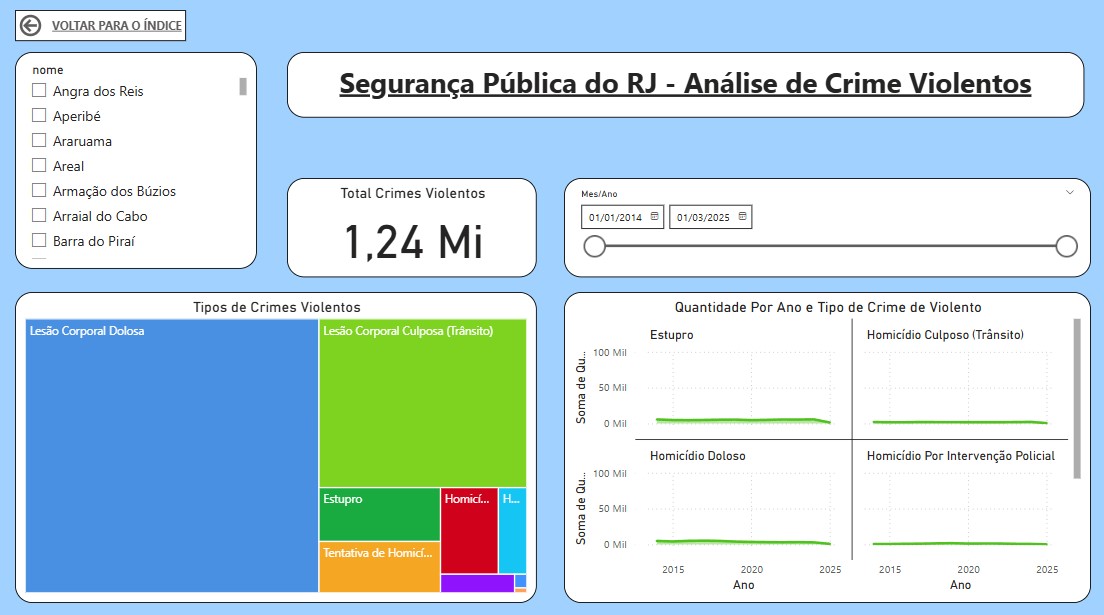 VOLTAR PARA O ÍNDICE
nome
Angra dos Reis
Aperibé
Araruama
Areal
Armação dos Búzios
Arraial do Cabo
Barra do Piraí
Segurança Pública do RJ - Análise de Crime Violentos
Total Crimes Violentos
1,24 Mi
Mes/Ano
01/01/2014
01/03/2025
Tipos de Crimes Violentos
Lesão Corporal Dolosa
Lesão Corporal Culposa (Trânsito)
Estupro
Homicí...
H...
Tentativa de Homicí...
Quantidade Por Ano e Tipo de Crime de Violento
Estupro
Homicídio Culposo (Trânsito)
Soma de Qu...
100 Mil
50 Mil
0 Mil
Homicídio Doloso
Homicídio Por Intervenção Policial
Soma de Qu...
100 Mil
50 Mil
0 Mil
2015 2020 2025
2015 2020 2025
Ano
Ano